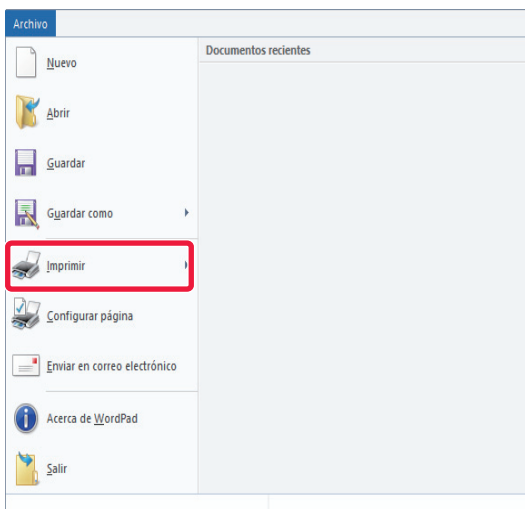 Archivo
Documentos recientes
Nuevo
Abrir
Guardar
Guardar como
Imprimir
Configurar página
Enviar en correo electrónico
Acerca de WordPad
Salir